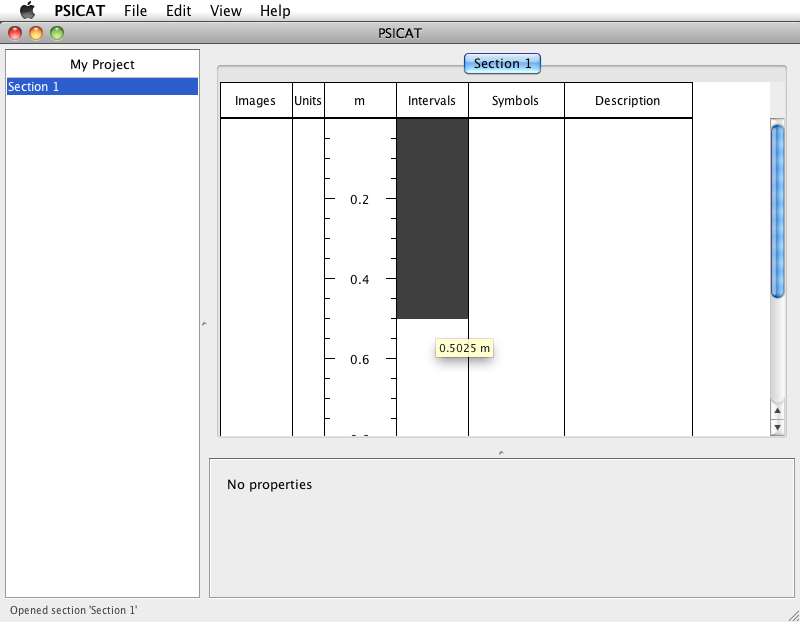 PSICAT File Edit View Help
PSICAT
My Project
Section 1
Section 1
Images Units m Intervals Symbols Description
0.2
0.4
0.5025 m
0.6
No properties
Opened section 'Section 1'